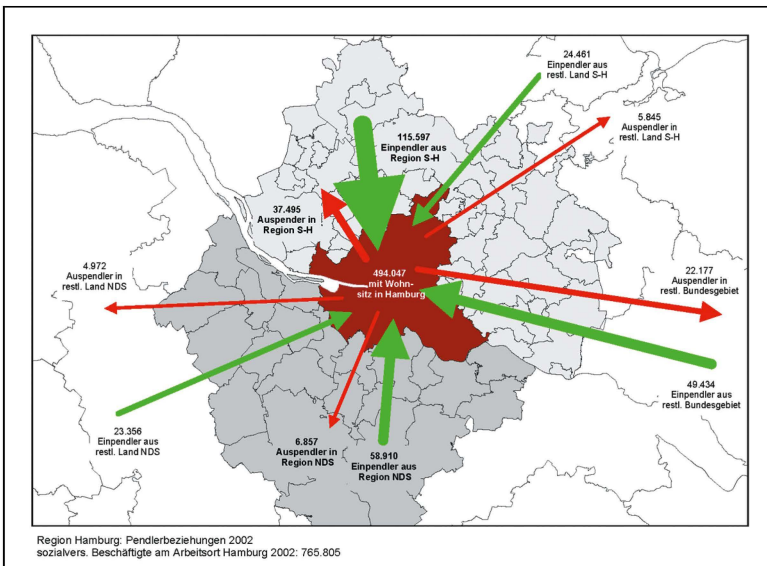 24.461
Einpendler aus
restl. Land S-H
5.845
Auspendler in
restl. Land S-H
115.597
Einpendler aus
Region S-H
37.495
Auspender in
Region S-H
4.972
Auspendler in
restl. Land NDS
494.047
mit Wohn-
sitz in Hamburg
22.177
Auspendler in
restl. Bundesgebiet
49.434
Einpendler aus
restl. Bundesgebiet
23.356
Einpendler aus
restl. Land NDS
6.857
Auspendler in
Region NDS
58.910
Einpendler aus
Region NDS
Region Hamburg: Pendlerbeziehungen 2002
sozialvers. Beschäftigte am Arbeitsort Hamburg 2002: 765.805